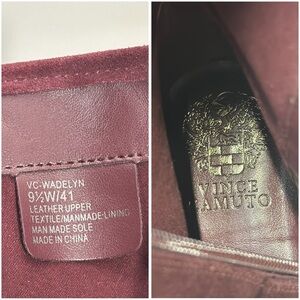 VC-WADELYN
9½W/41
LEATHER UPPER
TEXTILE/MANMADE LINING
MAN MADE SOLE
MADE IN CHINA
VINCE
CAMUTO